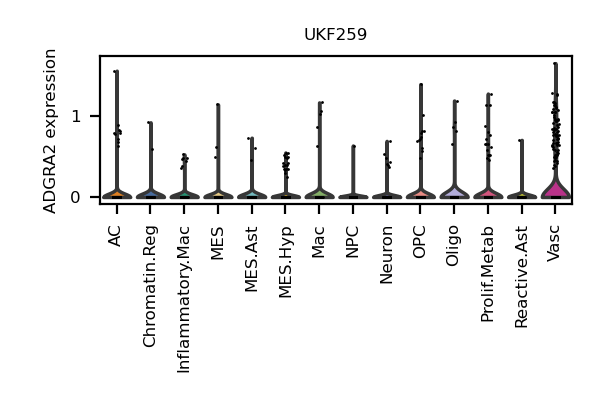 UKF259
ADGRA2 expression
1
0
AC
Chromatin.Reg
Inflammatory.Mac
MES
MES.Ast
MES.Hyp
Mac
NPC
Neuron
OPC
Oligo
Prolif.Metab
Reactive.Ast
Vasc